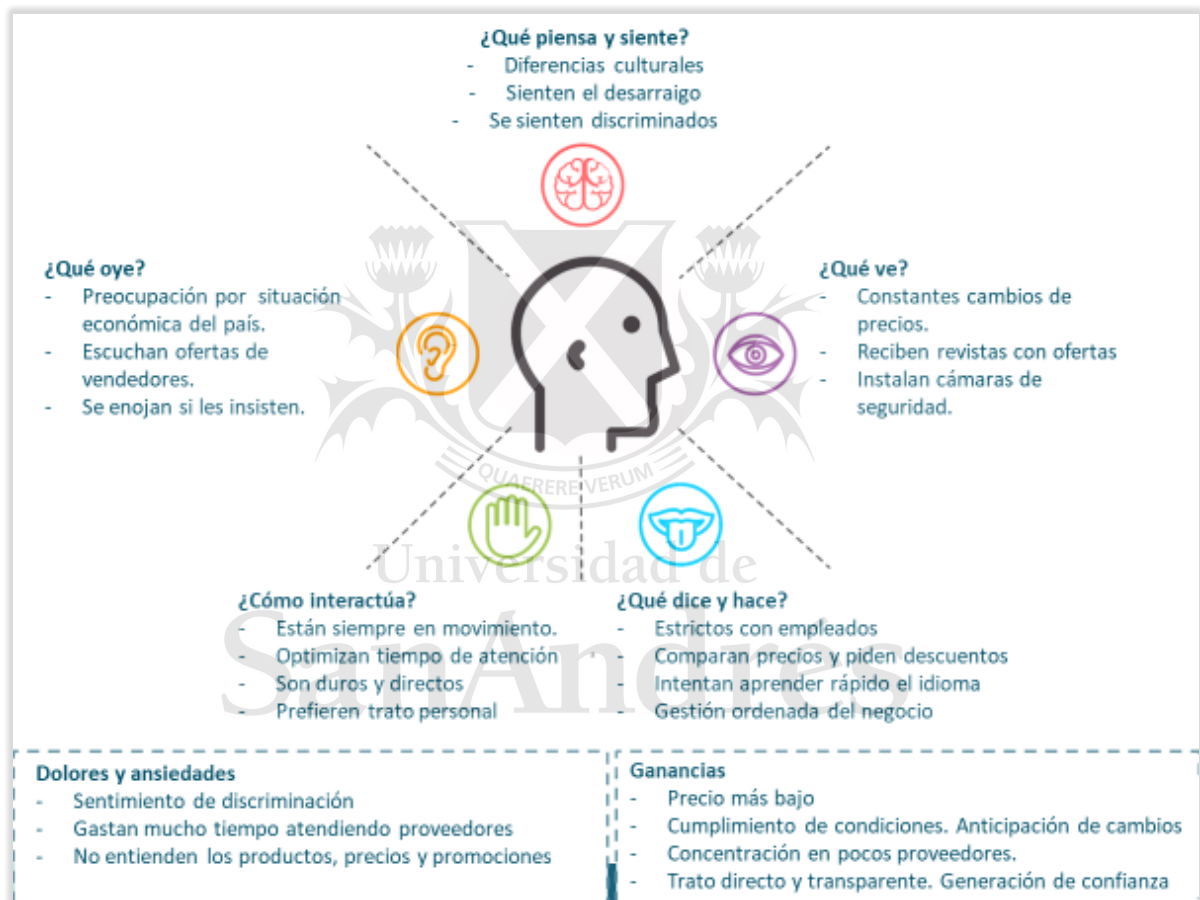 ¿Qué piensa y siente?
- Diferencias culturales
- Sienten el desarraigo
- Se sienten discriminados
¿Qué oye?
- Preocupación por situación
económica del país.
- Escuchan ofertas de
vendedores.
- Se enojan si les insisten.
¿Qué ve?
- Constantes cambios de
precios.
- Reciben revistas con ofertas
- Instalan cámaras de
seguridad.
QUAERERE VERUM
Universidad de
SanAndrés
¿Cómo interactúa?
- Están siempre en movimiento.
- Optimizan tiempo de atención
- Son duros y directos
- Prefieren trato personal
¿Qué dice y hace?
- Estrictos con empleados
- Comparan precios y piden descuentos
- Intentan aprender rápido el idioma
- Gestión ordenada del negocio
Dolores y ansiedades
- Sentimiento de discriminación
- Gastan mucho tiempo atendiendo proveedores
- No entienden los productos, precios y promociones
Ganancias
- Precio más bajo
- Cumplimiento de condiciones. Anticipación de cambios
- Concentración en pocos proveedores.
- Trato directo y transparente. Generación de confianza